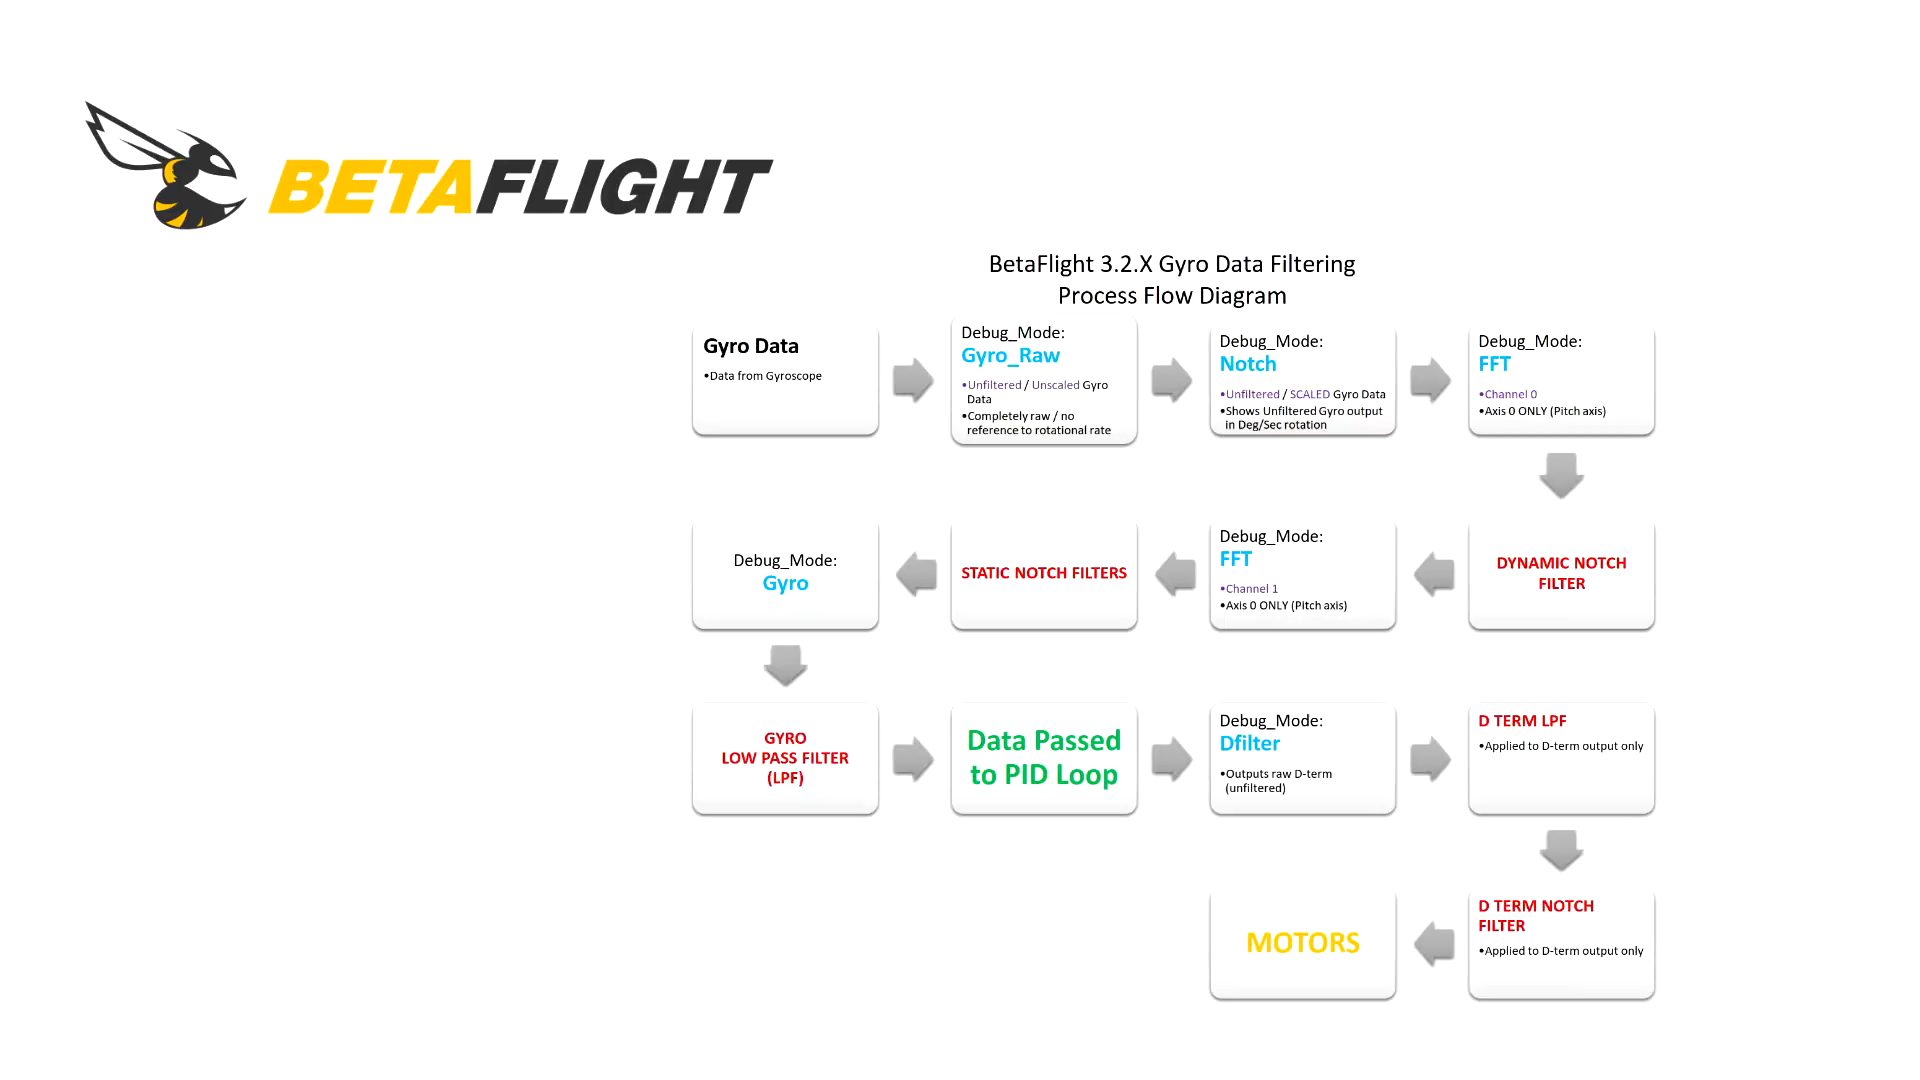 BETAFLIGHT
BetaFlight 3.2.X Gyro Data Filtering
Process Flow Diagram
Gyro Data
•Data from Gyroscope
Debug_Mode:
Gyro_Raw
•Unfiltered / Unscaled Gyro
Data
•Completely raw / no
reference to rotational rate
Debug_Mode:
Notch
•Unfiltered / SCALED Gyro Data
•Shows Unfiltered Gyro output
in Deg/Sec rotation
Debug_Mode:
FFT
•Channel 0
•Axis 0 ONLY (Pitch axis)
DYNAMIC NOTCH
FILTER
Debug_Mode:
FFT
•Channel 1
•Axis 0 ONLY (Pitch axis)
STATIC NOTCH FILTERS
Debug_Mode:
Gyro
GYRO
LOW PASS FILTER
(LPF)
Data Passed
to PID Loop
Debug_Mode:
Dfilter
•Outputs raw D-term
(unfiltered)
D TERM LPF
•Applied to D-term output only
D TERM NOTCH
FILTER
•Applied to D-term output only
MOTORS